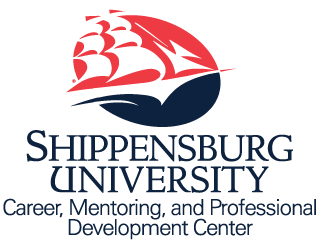 SHIPPENSBURG
UNIVERSITY
Career, Mentoring, and Professional
Development Center